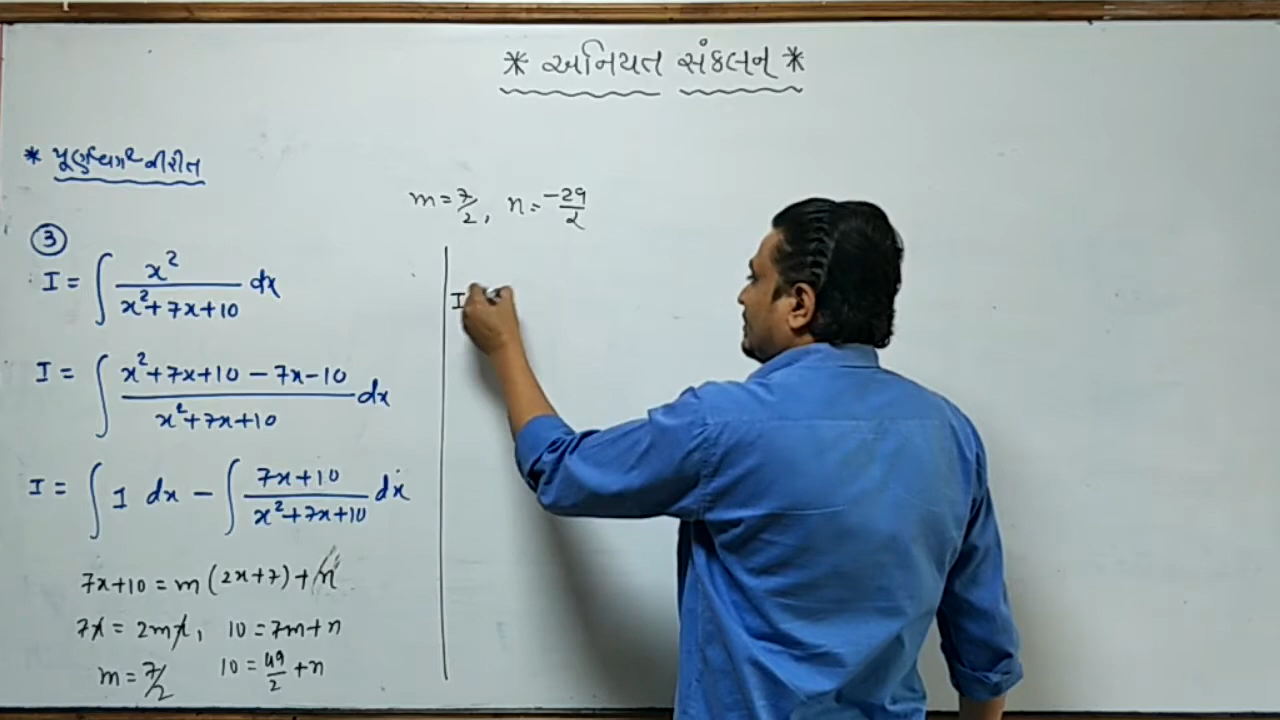 * અનિયત સંકલન *
* પૂર્ણવર્ગની રીત
③
I = ∫ x² / (x²+7x+10) dx
I = ∫ (x²+7x+10 − 7x−10) / (x²+7x+10) dx
I = ∫ 1 dx − ∫ (7x+10) / (x²+7x+10) dx
7x+10 = m(2x+7)+n
7x = 2mx, 10 = 7m+n
m = 7/2 10 = 49/2 + n
m = 7/2, n = −29/2
I